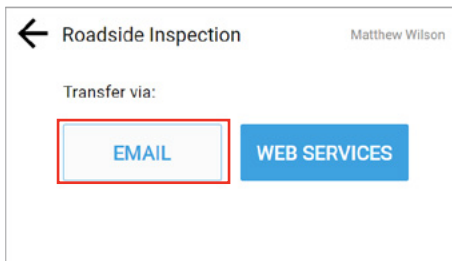 Roadside Inspection Matthew Wilson
Transfer via:
EMAIL WEB SERVICES